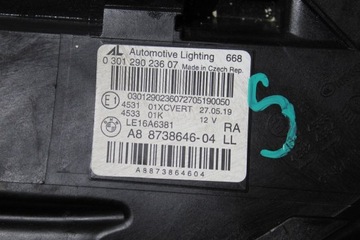 AL Automotive Lighting 668
0 301 290 236 07 Made in Czech Rep.
0301290236072705190050
E1 4531 01XCVERT 27.05.19
4533 01K 12 V
LE16A6381 RA
A8 8738646-04 LL
A8873864604
S